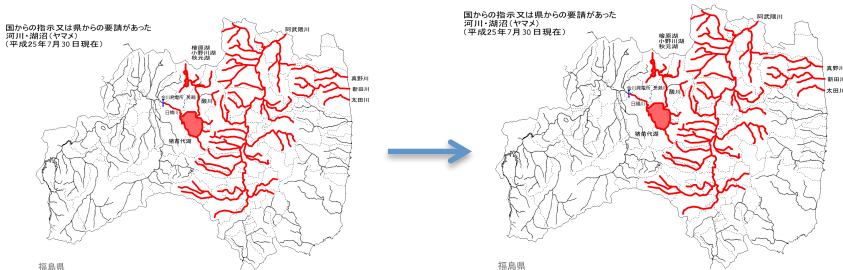 国からの指示又は県からの要請があった
河川・湖沼(ヤマメ)
(平成25年7月30日現在)
阿武隈川
檜原湖
小野川湖
秋元湖
真野川
新田川
太田川
酸川
日橋川
猪苗代湖
福島県
国からの指示又は県からの要請があった
河川・湖沼(ヤマメ)
(平成25年7月30日現在)
阿武隈川
檜原湖
小野川湖
秋元湖
真野川
新田川
太田川
酸川
日橋川
猪苗代湖
福島県